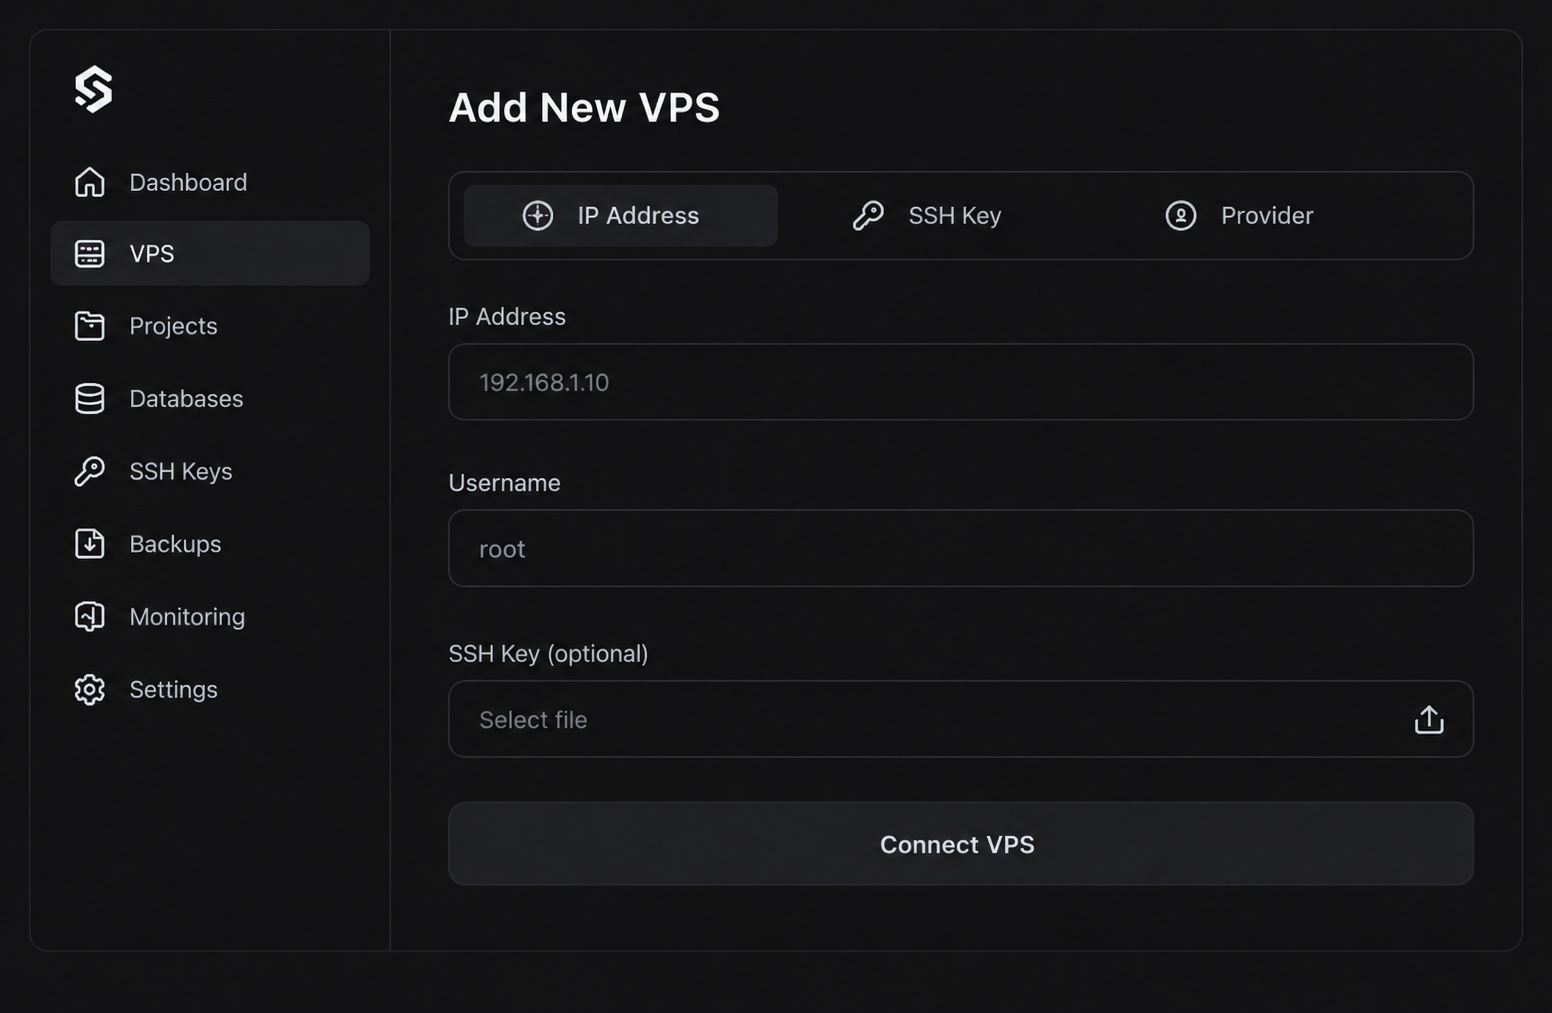 Dashboard
VPS
Projects
Databases
SSH Keys
Backups
Monitoring
Settings
Add New VPS
IP Address
SSH Key
Provider
IP Address
192.168.1.10
Username
root
SSH Key (optional)
Select file
Connect VPS